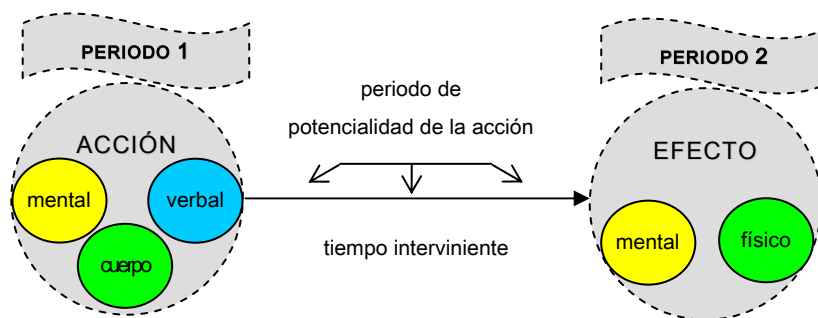 PERIODO 1
ACCIÓN
mental
verbal
cuerpo
periodo de
potencialidad de la acción
tiempo interviniente
PERIODO 2
EFECTO
mental
físico